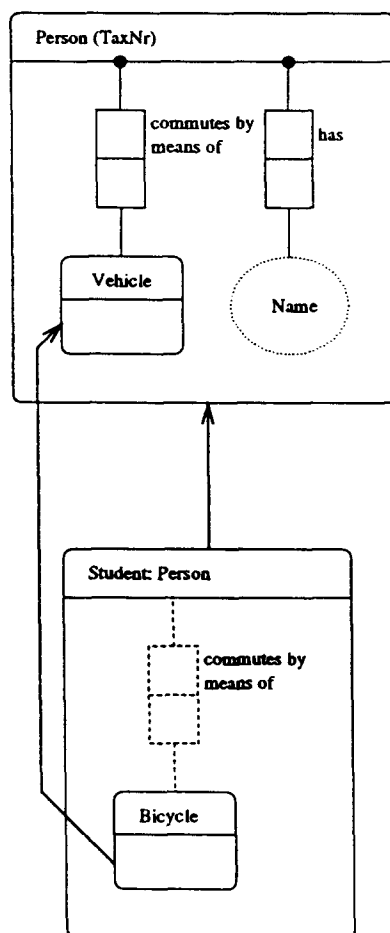 Person (TaxNr)
commutes by
means of
has
Vehicle
Name
Student: Person
commutes by
means of
Bicycle